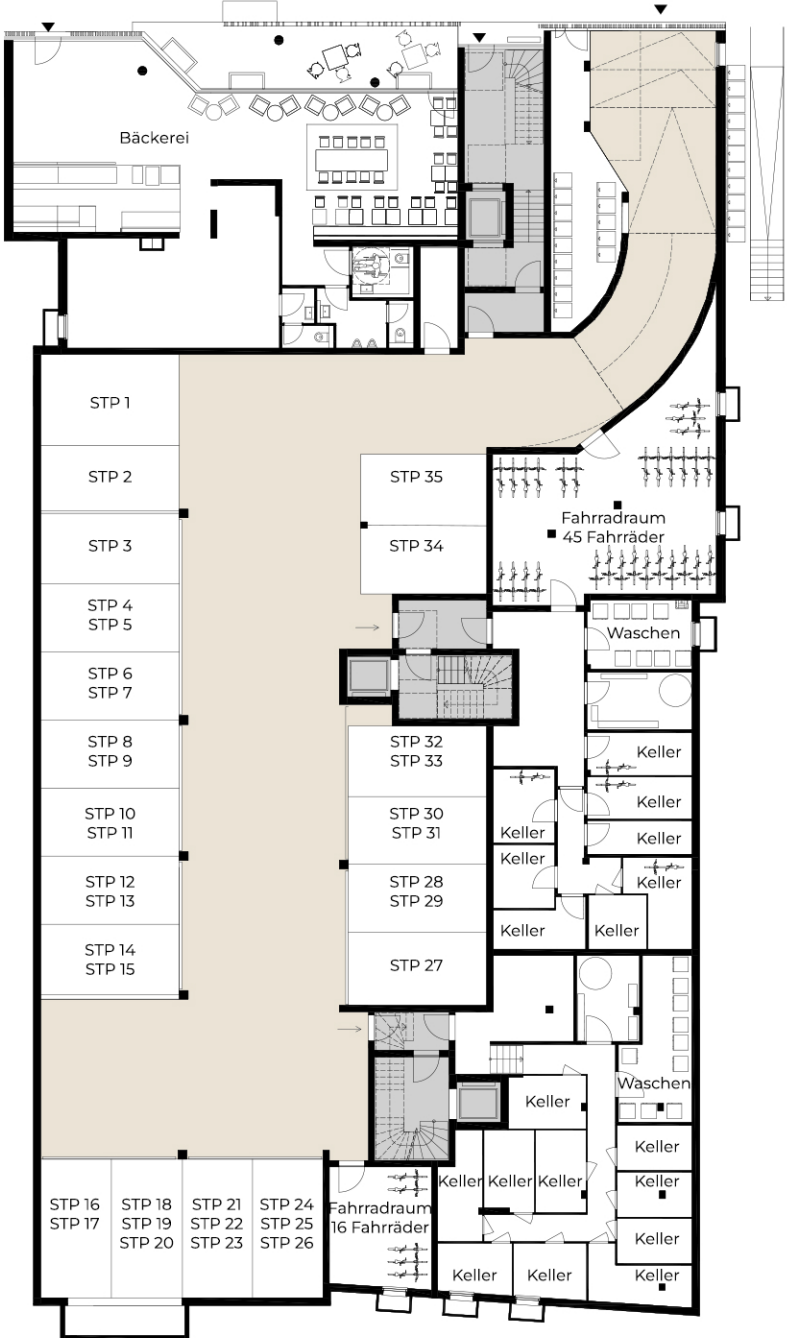 Bäckerei
STP 1
STP 2
STP 3
STP 4
STP 5
STP 6
STP 7
STP 8
STP 9
STP 10
STP 11
STP 12
STP 13
STP 14
STP 15
STP 16
STP 17
STP 18
STP 19
STP 20
STP 21
STP 22
STP 23
STP 24
STP 25
STP 26
STP 35
STP 34
STP 32
STP 33
STP 30
STP 31
STP 28
STP 29
STP 27
Fahrradraum
45 Fahrräder
Waschen
Keller
Keller
Keller
Keller
Keller
Keller
Keller
Keller
Waschen
Keller
Keller
Keller
Keller
Keller
Keller
Keller
Keller
Keller
Keller
Fahrradraum
16 Fahrräder